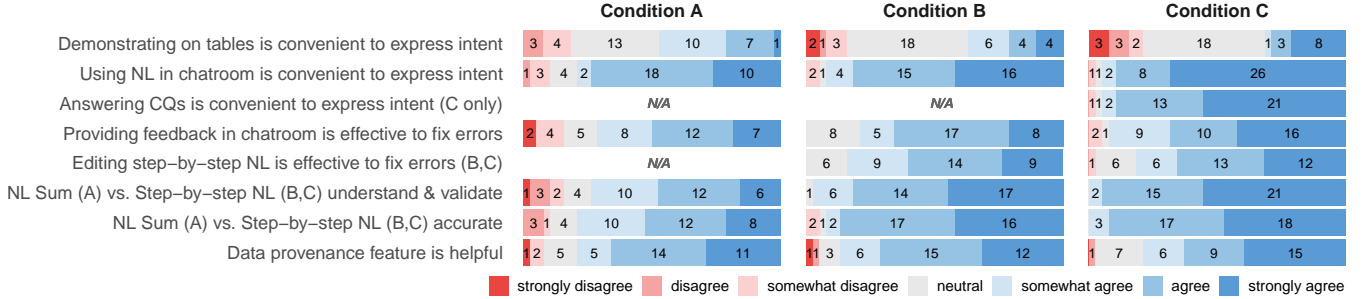 Condition A Condition B Condition C
Demonstrating on tables is convenient to express intent 3 4 13 10 7 1 2 1 3 18 6 4 4 3 3 2 18 1 3 8
Using NL in chatroom is convenient to express intent 1 3 4 2 18 10 2 1 4 15 16 1 1 2 8 26
Answering CQs is convenient to express intent (C only) N/A N/A 1 1 2 13 21
Providing feedback in chatroom is effective to fix errors 2 4 5 8 12 7 8 5 17 8 2 1 9 10 16
Editing step−by−step NL is effective to fix errors (B,C) N/A 6 9 14 9 1 6 6 13 12
NL Sum (A) vs. Step−by−step NL (B,C) understand & validate 1 3 2 4 10 12 6 1 6 14 17 2 15 21
NL Sum (A) vs. Step−by−step NL (B,C) accurate 3 1 4 10 12 8 2 1 2 17 16 3 17 18
Data provenance feature is helpful 1 2 5 5 14 11 1 1 3 6 15 12 1 7 6 9 15
strongly disagree disagree somewhat disagree neutral somewhat agree agree strongly agree